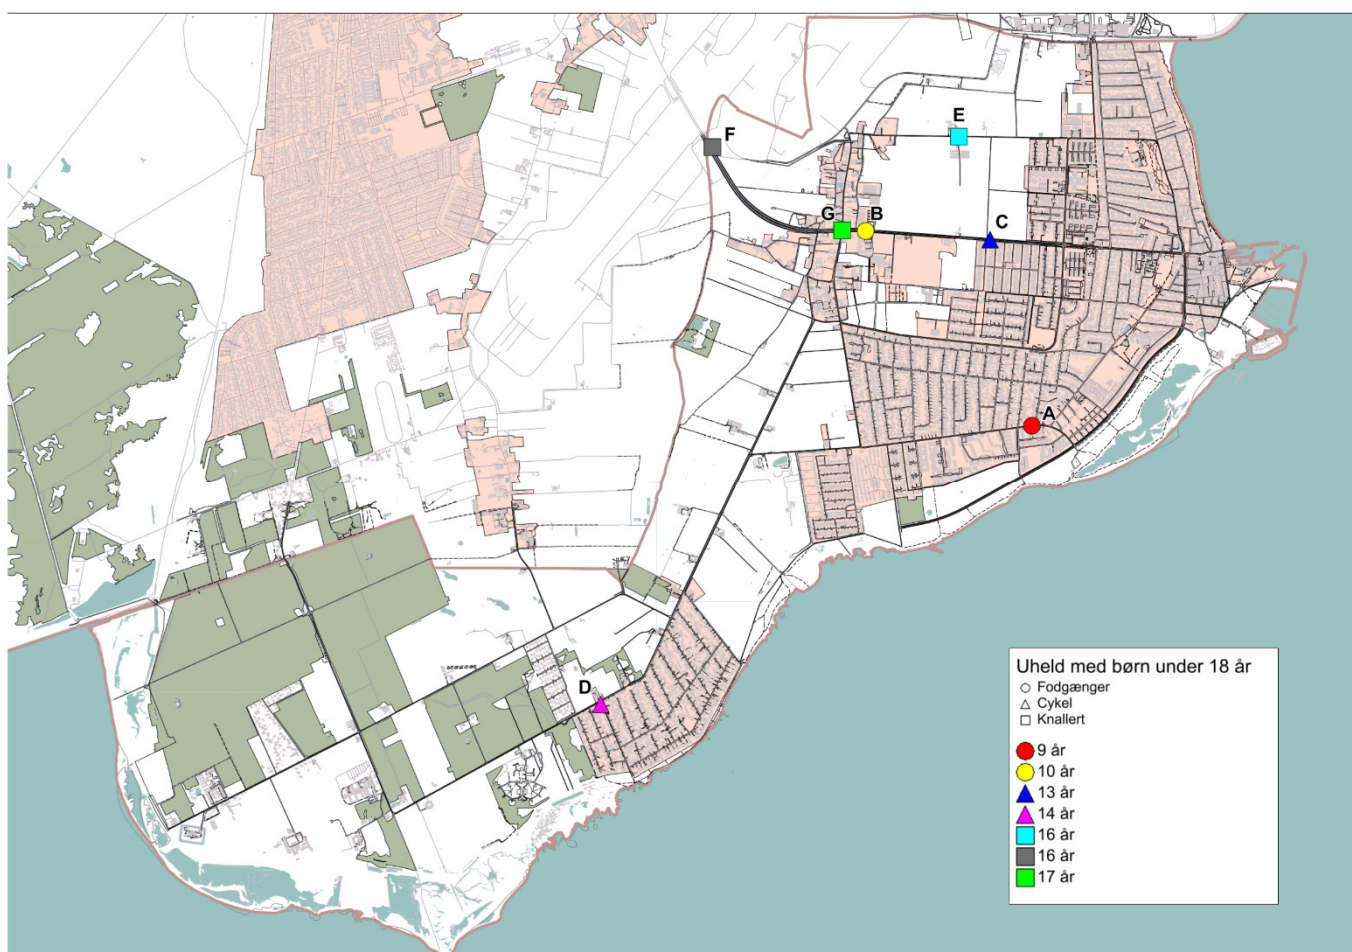 E
F
G
B
C
A
D
Uheld med børn under 18 år
Fodgænger
Cykel
Knallert
9 år
10 år
13 år
14 år
16 år
16 år
17 år